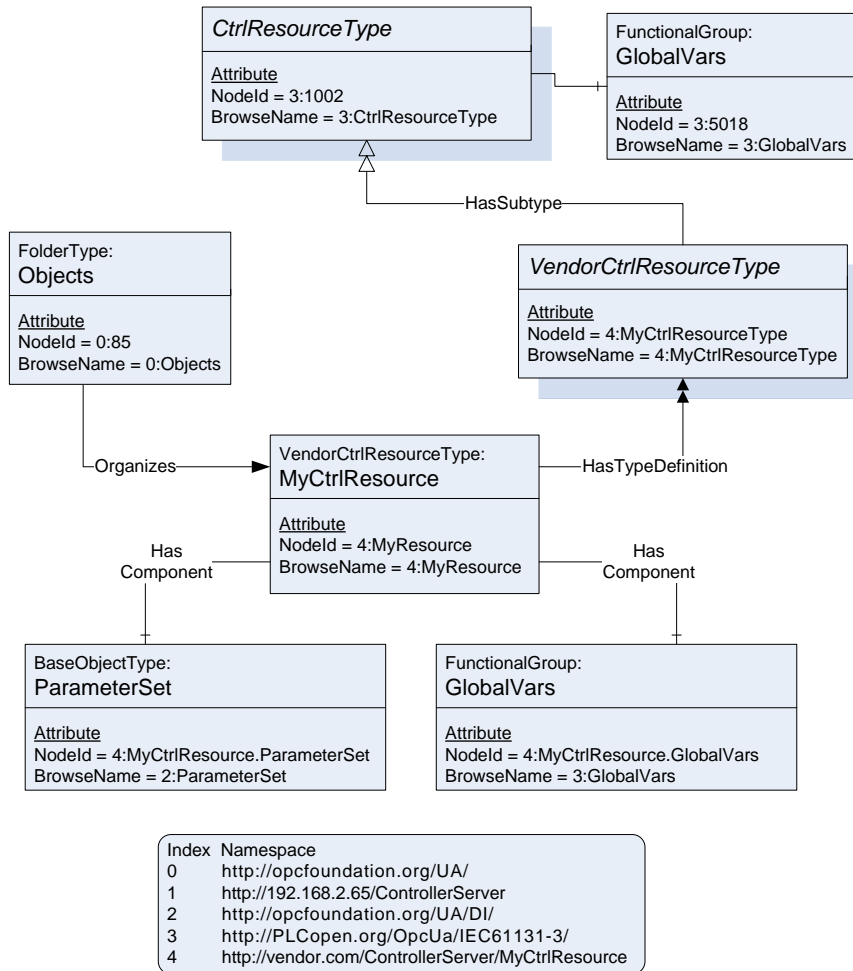 CtrlResourceType
Attribute
NodeId = 3:1002
BrowseName = 3:CtrlResourceType
FunctionalGroup:
GlobalVars
Attribute
NodeId = 3:5018
BrowseName = 3:GlobalVars
HasSubtype
FolderType:
Objects
Attribute
NodeId = 0:85
BrowseName = 0:Objects
VendorCtrlResourceType
Attribute
NodeId = 4:MyCtrlResourceType
BrowseName = 4:MyCtrlResourceType
Organizes
VendorCtrlResourceType:
MyCtrlResource
Attribute
NodeId = 4:MyResource
BrowseName = 4:MyResource
HasTypeDefinition
Has
Component
Has
Component
BaseObjectType:
ParameterSet
Attribute
NodeId = 4:MyCtrlResource.ParameterSet
BrowseName = 2:ParameterSet
FunctionalGroup:
GlobalVars
Attribute
NodeId = 4:MyCtrlResource.GlobalVars
BrowseName = 3:GlobalVars
Index Namespace
0 http://opcfoundation.org/UA/
1 http://192.168.2.65/ControllerServer
2 http://opcfoundation.org/UA/DI/
3 http://PLCopen.org/OpcUa/IEC61131-3/
4 http://vendor.com/ControllerServer/MyCtrlResource